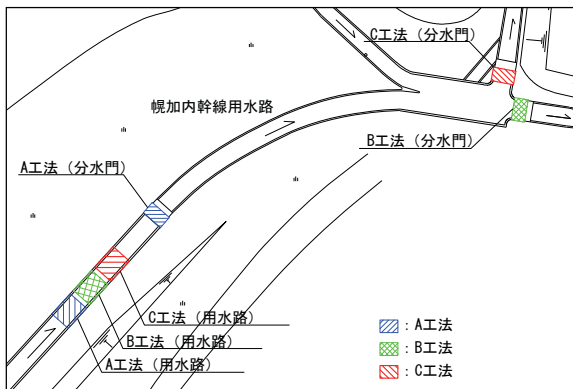 C工法（分水門）
幌加内幹線用水路
B工法（分水門）
A工法（分水門）
C工法（用水路）
B工法（用水路）
A工法（用水路）
：A工法
：B工法
：C工法